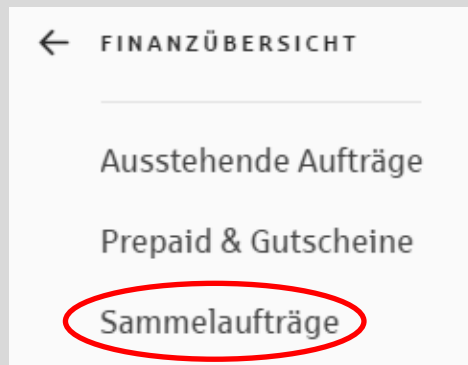 ← FINANZÜBERSICHT
Ausstehende Aufträge
Prepaid & Gutscheine
Sammelaufträge